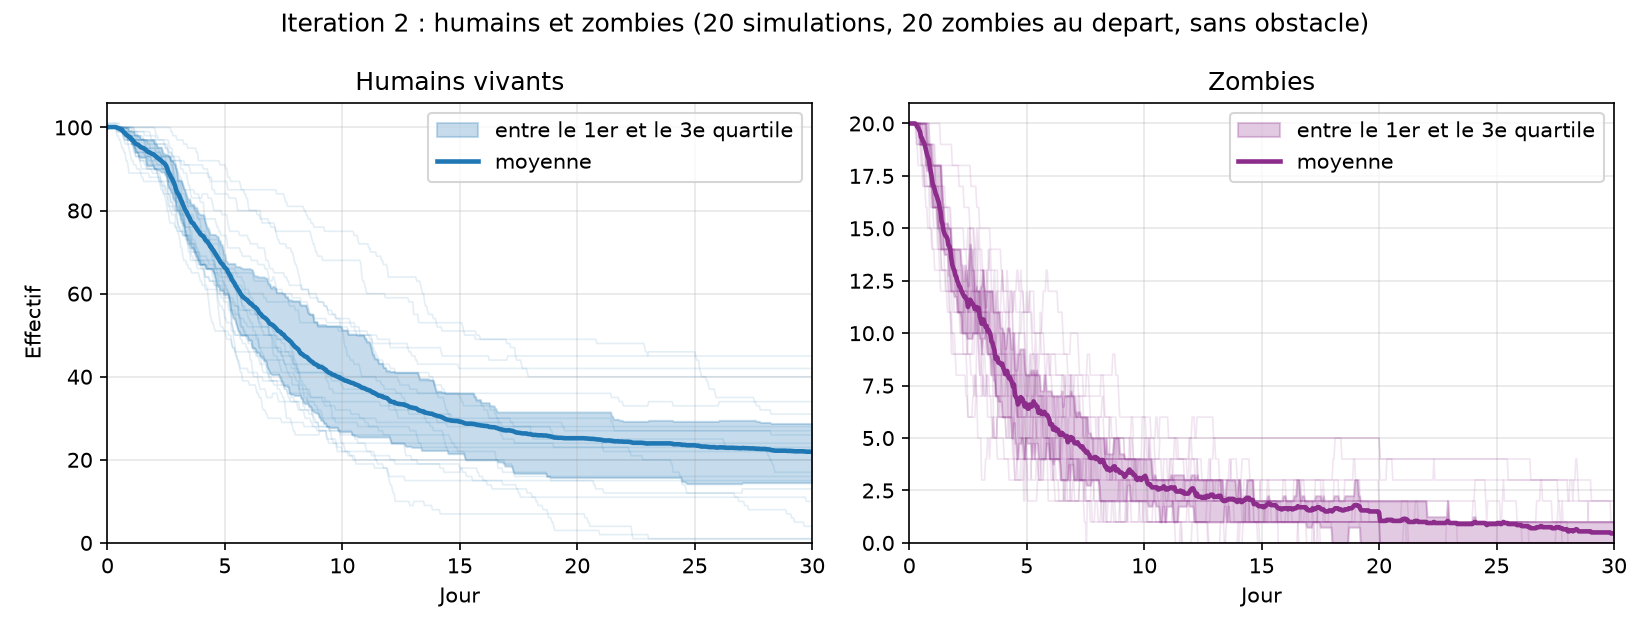 Iteration 2 : humains et zombies (20 simulations, 20 zombies au depart, sans obstacle)
Humains vivants
entre le 1er et le 3e quartile
moyenne
Effectif
100
80
60
40
20
0
0 5 10 15 20 25 30
Jour
Zombies
entre le 1er et le 3e quartile
moyenne
20.0
17.5
15.0
12.5
10.0
7.5
5.0
2.5
0.0
0 5 10 15 20 25 30
Jour